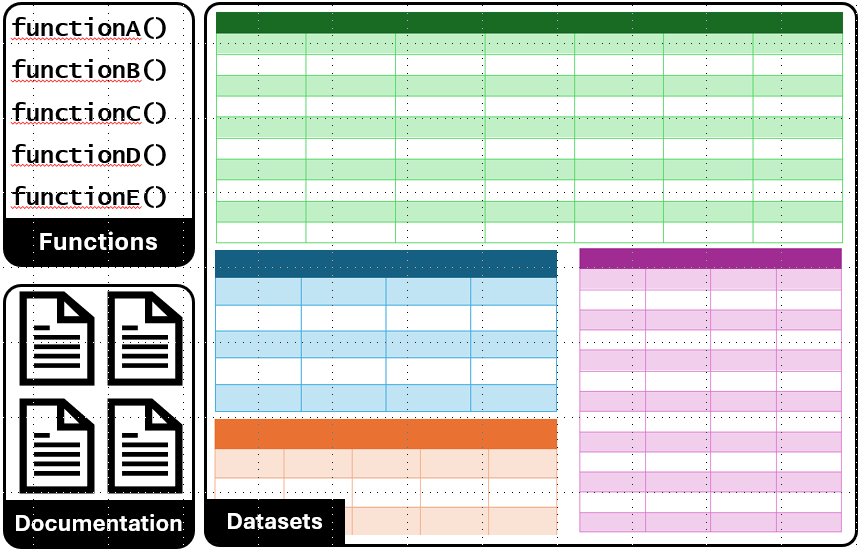 functionA()
functionB()
functionC()
functionD()
functionE()
Functions
Documentation
Datasets